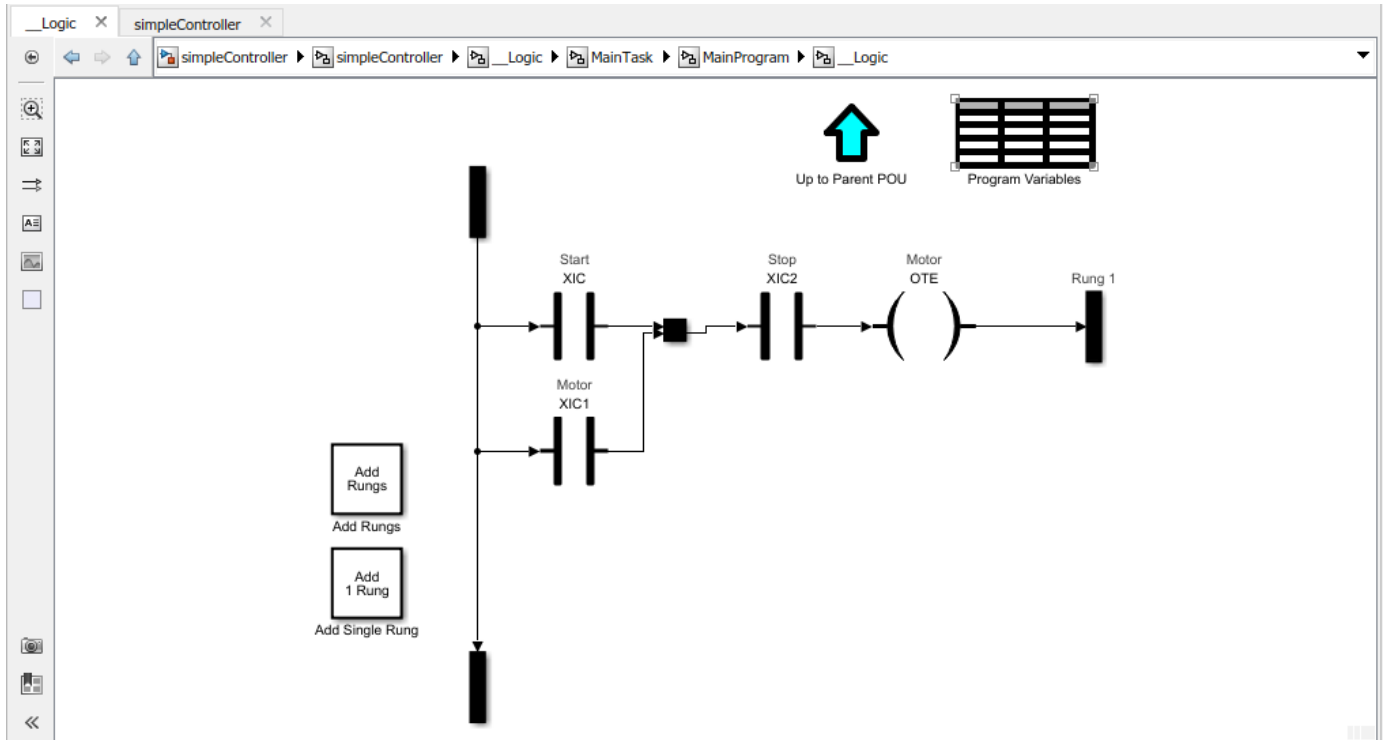 __Logic
simpleController
simpleController simpleController __Logic MainTask MainProgram __Logic
Up to Parent POU
Program Variables
Start
XIC
Stop
XIC2
Motor
OTE
Rung 1
Motor
XIC1
Add
Rungs
Add Rungs
Add
1 Rung
Add Single Rung